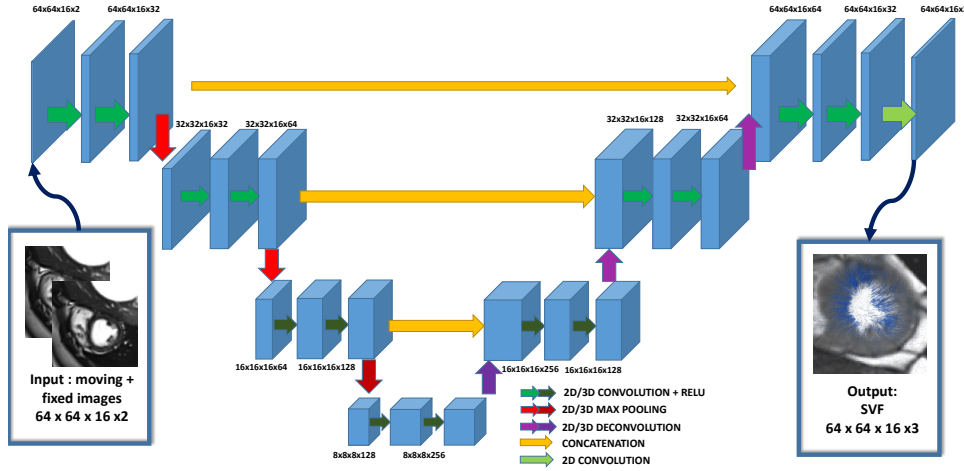 64x64x16x2
64x64x16x32
64x64x16x64
64x64x16x32
64x64x16x
32x32x16x32
32x32x16x64
32x32x16x128
32x32x16x64
16x16x16x64
16x16x16x128
16x16x16x256
16x16x16x128
8x8x8x128
8x8x8x256
Input : moving +
fixed images
64 x 64 x 16 x2
2D/3D CONVOLUTION + RELU
2D/3D MAX POOLING
2D/3D DECONVOLUTION
CONCATENATION
2D CONVOLUTION
Output:
SVF
64 x 64 x 16 x3